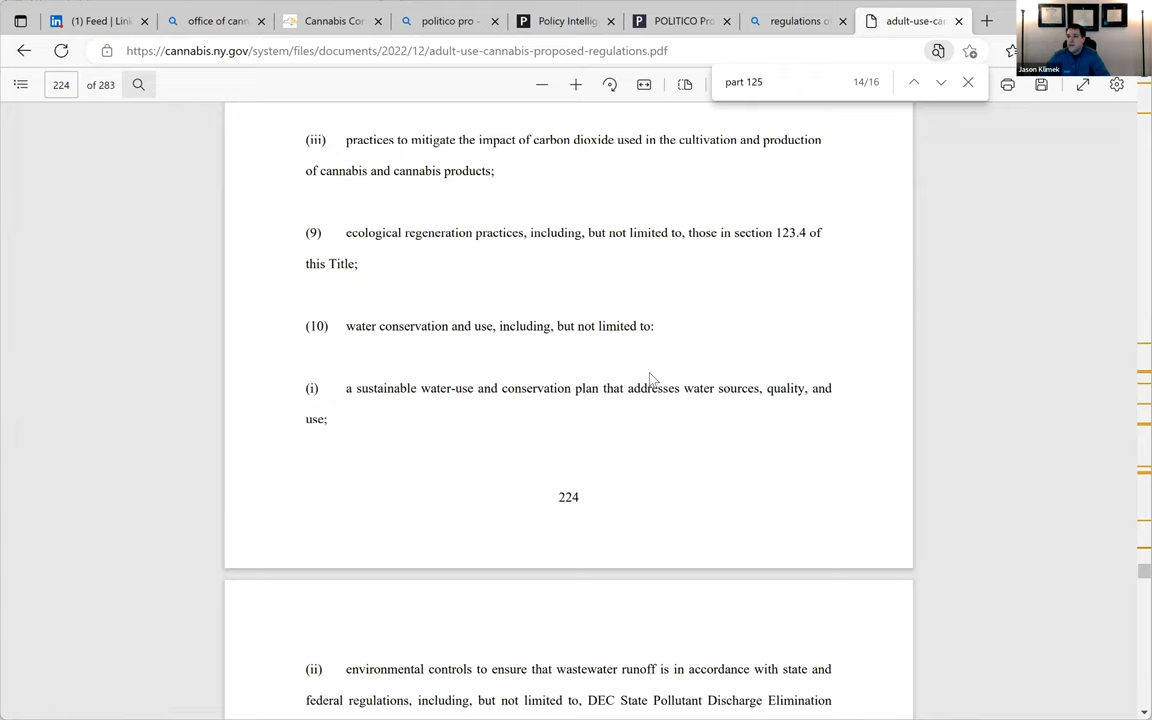 (1) Feed | Link
office of cann
Cannabis Cor
politico pro -
Policy Intellig
POLITICO Pro
regulations o
adult-use-can
https://cannabis.ny.gov/system/files/documents/2022/12/adult-use-cannabis-proposed-regulations.pdf
Jason Klimek
224 of 283
part 125 14/16
(iii) practices to mitigate the impact of carbon dioxide used in the cultivation and production
of cannabis and cannabis products;
(9) ecological regeneration practices, including, but not limited to, those in section 123.4 of
this Title;
(10) water conservation and use, including, but not limited to:
(i) a sustainable water-use and conservation plan that addresses water sources, quality, and
use;
224
(ii) environmental controls to ensure that wastewater runoff is in accordance with state and
federal regulations, including, but not limited to, DEC State Pollutant Discharge Elimination